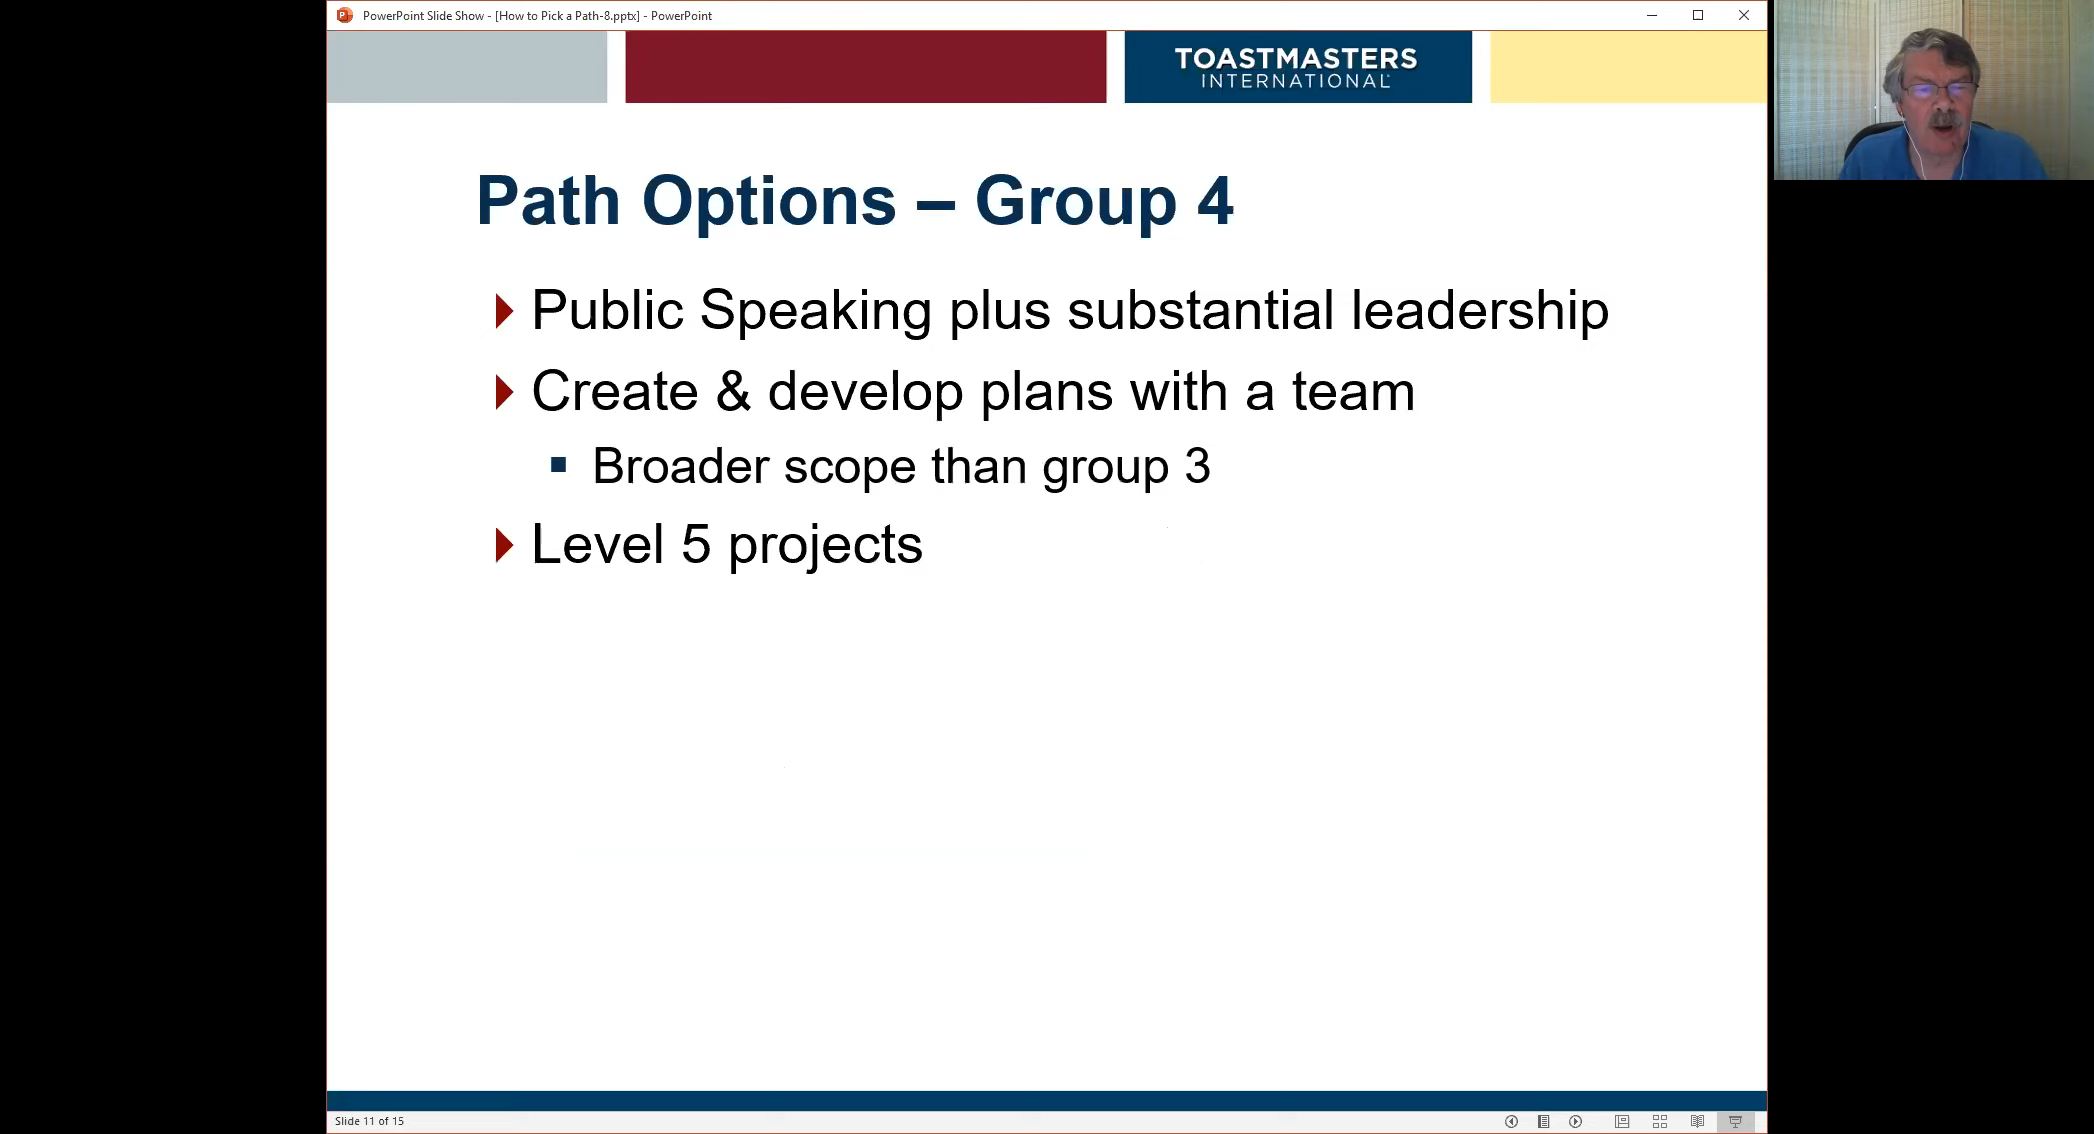 PowerPoint Slide Show - [How to Pick a Path-8.pptx] - PowerPoint
TOASTMASTERS
INTERNATIONAL
Path Options – Group 4
Public Speaking plus substantial leadership
Create & develop plans with a team
Broader scope than group 3
Level 5 projects
Slide 11 of 15